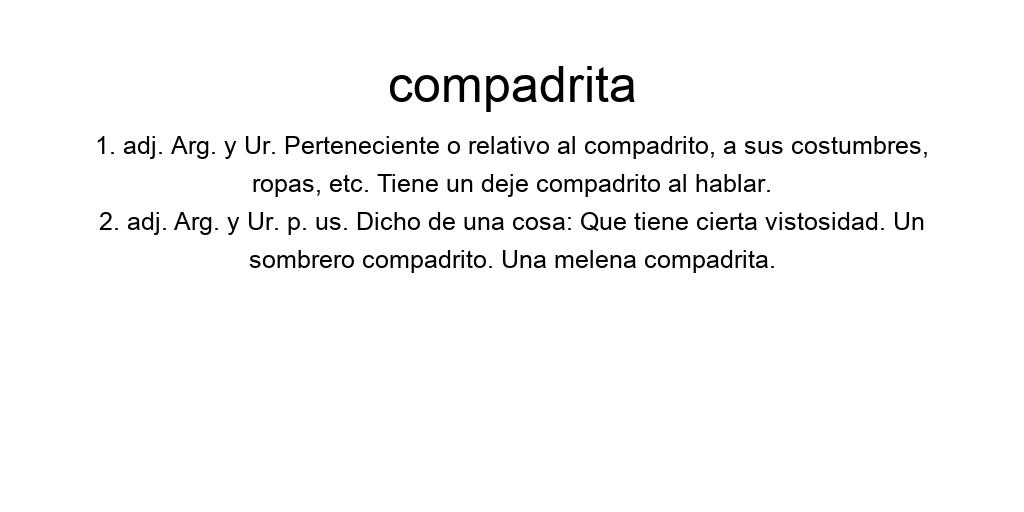 compadrita
1. adj. Arg. y Ur. Perteneciente o relativo al compadrito, a sus costumbres,
ropas, etc. Tiene un deje compadrito al hablar.
2. adj. Arg. y Ur. p. us. Dicho de una cosa: Que tiene cierta vistosidad. Un
sombrero compadrito. Una melena compadrita.